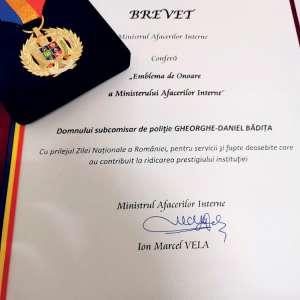 BREVET
Ministrul Afacerilor Interne
Conferă
„Emblema de Onoare
a Ministerului Afacerilor Interne”
Domnului subcomisar de poliție GHEORGHE-DANIEL BĂDIȚA
Cu prilejul Zilei Naționale a României, pentru servicii și fapte deosebite care
au contribuit la ridicarea prestigiului instituției
Ministrul Afacerilor Interne
Ion Marcel VELA